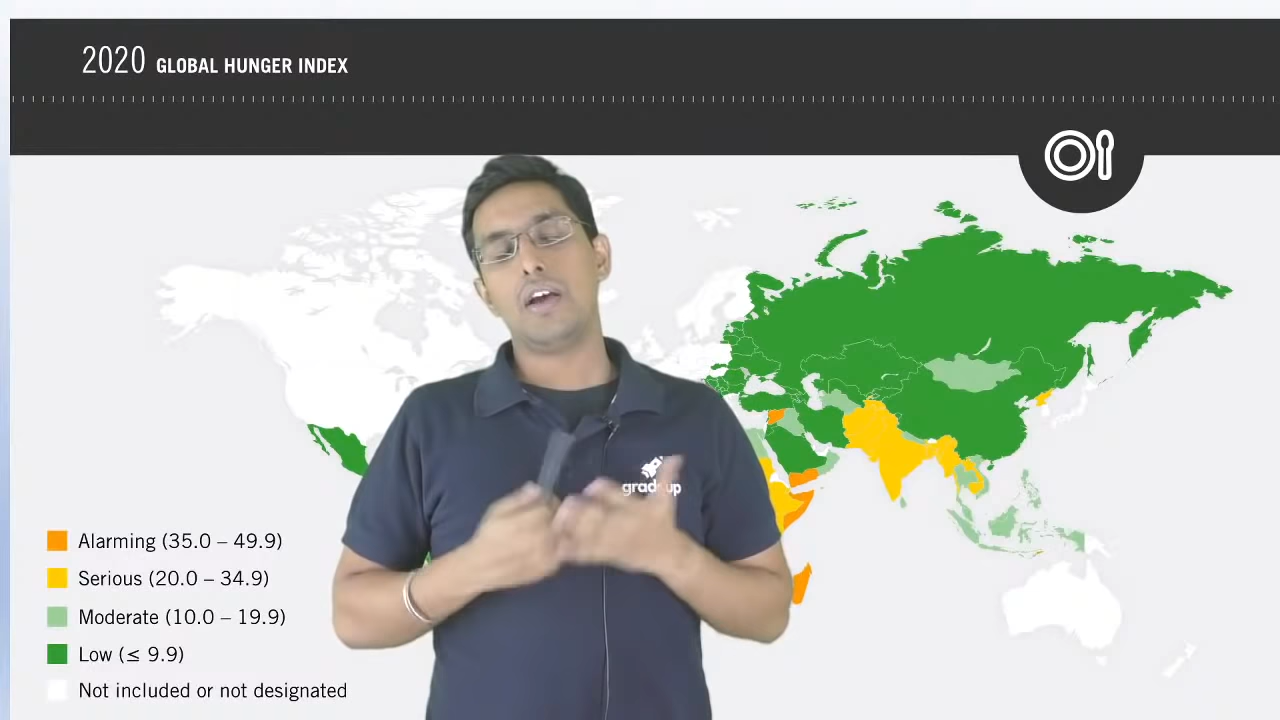 2020 GLOBAL HUNGER INDEX
gradeup
Alarming (35.0 – 49.9)
Serious (20.0 – 34.9)
Moderate (10.0 – 19.9)
Low (≤ 9.9)
Not included or not designated